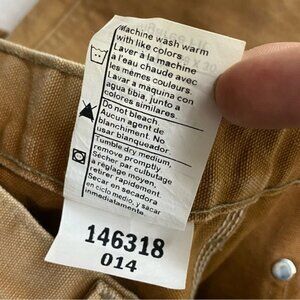 Machine wash warm
with like colors
Laver à la machine
à l'eau chaude avec
les mêmes couleurs.
Lavar a máquina con
agua tibia, junto a
colores similares.
Do not bleach.
Aucun agent de
blanchiment. No
usar blanqueador.
Tumble dry medium,
remove promptly
Sécher par culbutage
a réglage moyen,
retirer rapidement
Secar en secadora
en ciclo medio, y sacar
inmediatamente.
146318
014